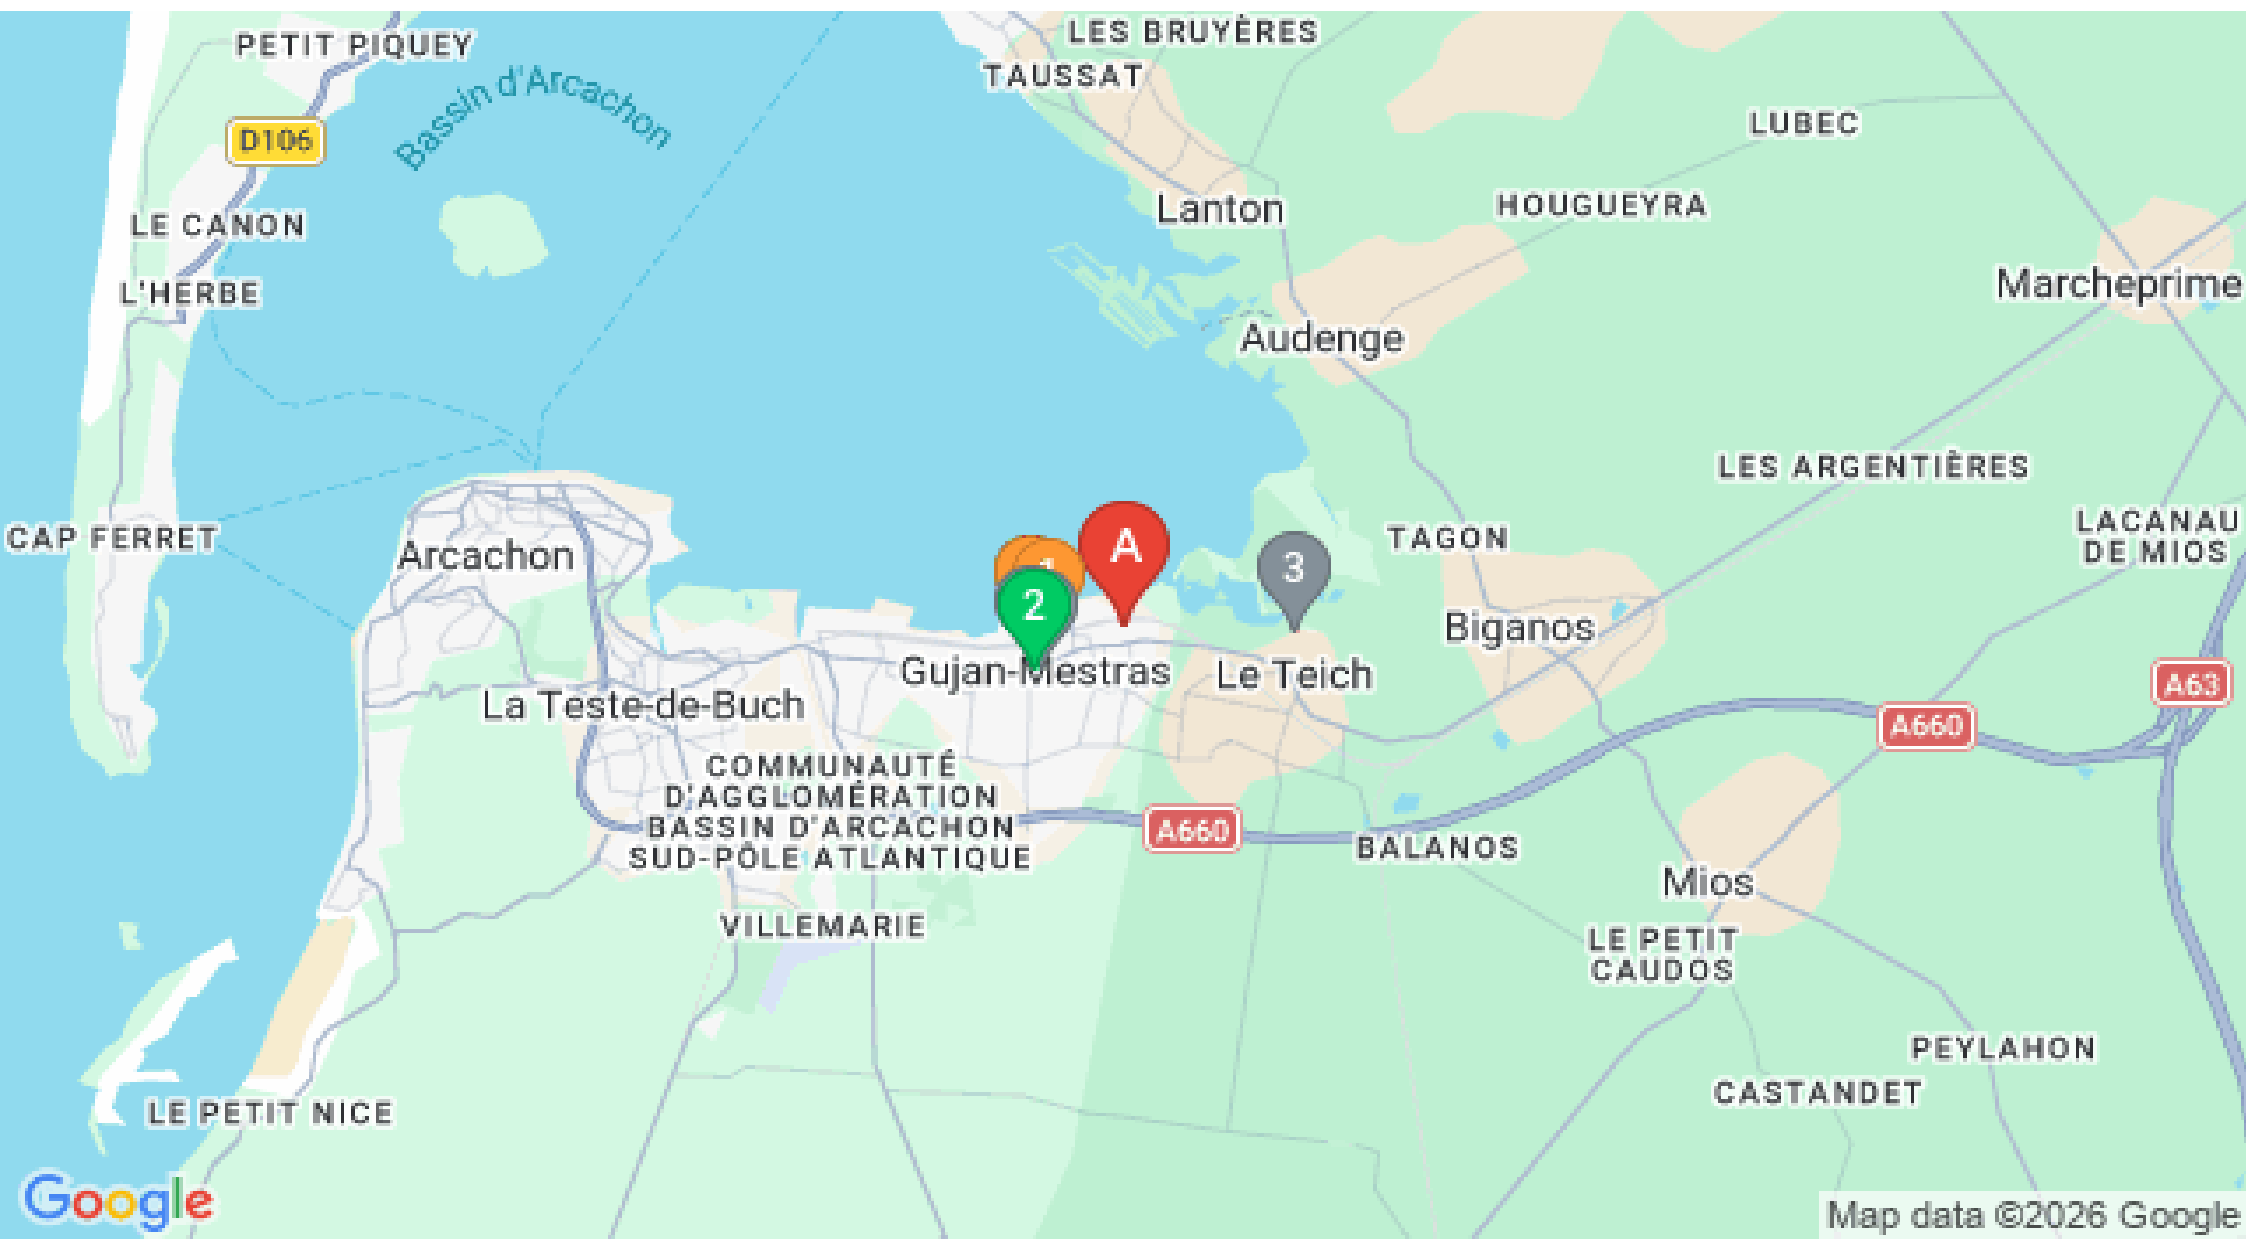 PETIT PIQUEY
LES BRUYÈRES
TAUSSAT
Bassin d'Arcachon
D106
LUBEC
LE CANON
Lanton
HOUGUEYRA
L'HERBE
Marcheprime
Audenge
LES ARGENTIÈRES
CAP FERRET
Arcachon
A
3
TAGON
LACANAU
DE MIOS
1
2
Biganos
Gujan-Mestras
Le Teich
A63
La Teste-de-Buch
A660
COMMUNAUTÉ
D'AGGLOMÉRATION
BASSIN D'ARCACHON
SUD-PÔLE ATLANTIQUE
A660
BALANOS
Mios
VILLEMARIE
LE PETIT
CAUDOS
PEYLAHON
CASTANDET
LE PETIT NICE
Google
Map data ©2026 Google